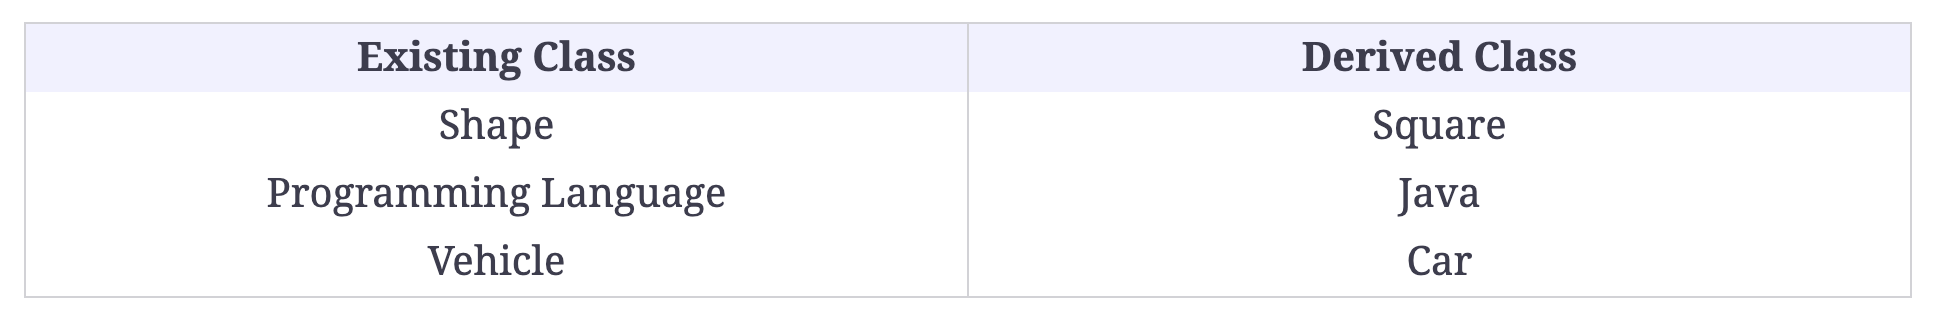 Existing Class Derived Class
Shape Square
Programming Language Java
Vehicle Car